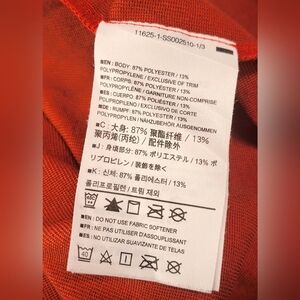 11625-1-SS002510-1/3
■EN: BODY: 87% POLYESTER / 13%
POLYPROPYLENE / EXCLUSIVE OF TRIM
■FR: CORPS: 87% POLYESTER / 13%
POLYPROPYLÈNE / GARNITURE NON-COMPRISE
■ES: CUERPO: 87% POLIÉSTER / 13%
POLIPROPILENO / EXCLUSIVO DE CORTE
■DE: RUMPF: 87% POLYESTER / 13%
POLYPROPYLEN / NÄHZUBEHÖR AUSGENOMMEN
■C: 大身: 87% 聚酯纤维 / 13%
聚丙烯(丙纶) / 配件除外
■J: 身頃部分: 87% ポリエステル / 13% ポ
リプロピレン / 装飾を除く
■K: 신체: 87% 폴리에스터 / 13%
폴리프로필렌 / 트림 제외
■EN: DO NOT USE FABRIC SOFTENER
■FR: NE PAS UTILISER D'ASSOUPLISSANT
■ES: NO UTILIZAR SUAVIZANTE DE TELAS
40